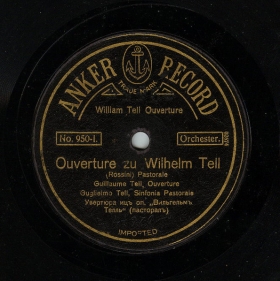 ANKER RECORD
TRADE MARK
William Tell Ouverture
No. 950-I.
Orchester.
Ouverture zu Wilhelm Tell
(Rossini) Pastorale
Guillaume Tell, Ouverture
Guglielmo Tell, Sinfonia Pastorale
Увертюра изъ оп. „Вильгельмъ
Телль“ (пасторалъ)
IMPORTED